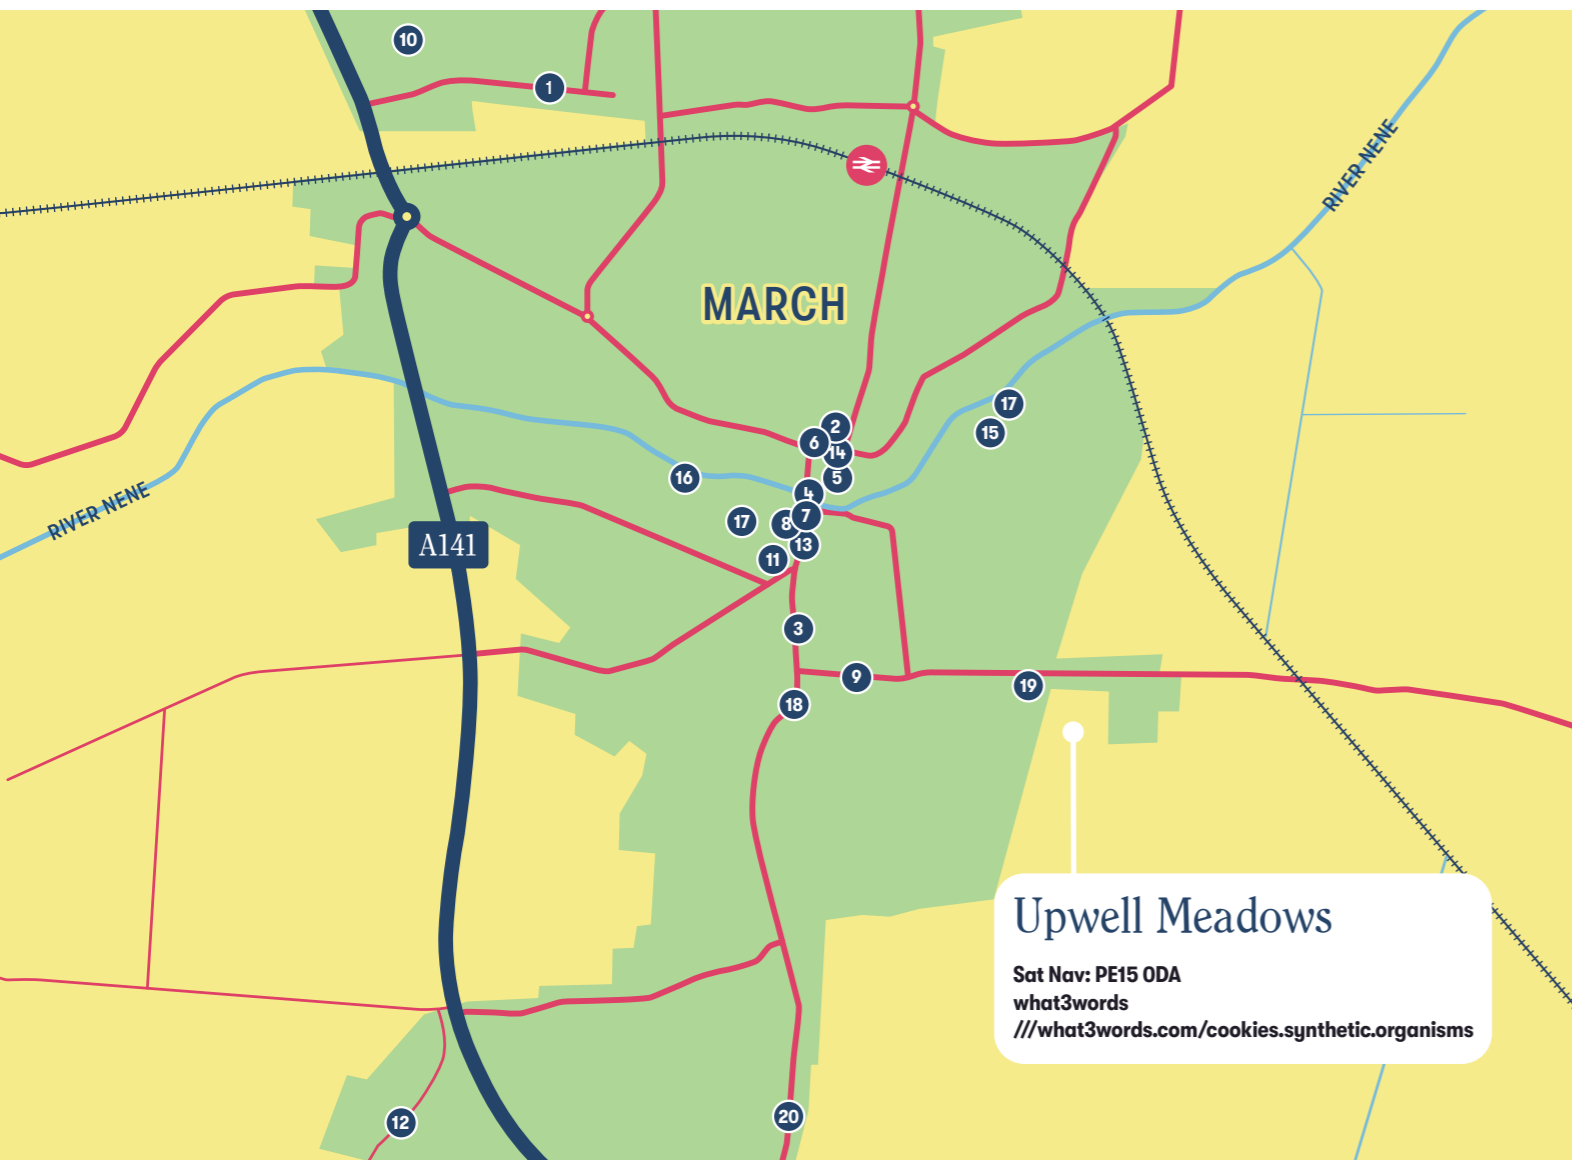 10
1
RIVER NENE
MARCH
17
2
15
6
14
16
5
4
RIVER NENE
7
17
8
A141
13
11
3
9
19
18
Upwell Meadows
Sat Nav: PE15 0DA
what3words
///what3words.com/cookies.synthetic.organisms
20
12